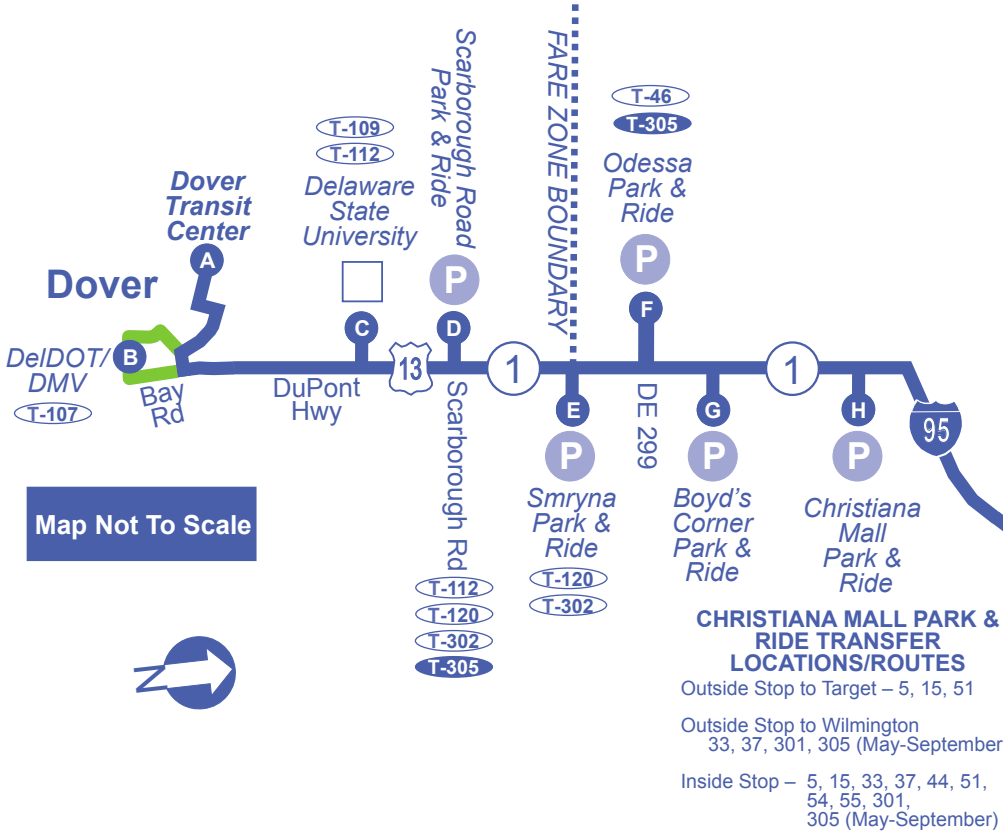 Dover
Dover
Transit
Center
A
B
DelDOT/
DMV
T-107
Bay
Rd
T-109
T-112
Delaware
State
University
C
DuPont
Hwy
13
Scarborough Road
Park & Ride
P
D
Scarborough Rd
T-112
T-120
T-302
T-305
1
FARE ZONE BOUNDARY
E
P
Smryna
Park &
Ride
T-120
T-302
T-46
T-305
Odessa
Park &
Ride
P
F
DE 299
G
P
Boyd's
Corner
Park &
Ride
1
H
P
Christiana
Mall
Park &
Ride
95
Map Not To Scale
N
CHRISTIANA MALL PARK &
RIDE TRANSFER
LOCATIONS/ROUTES
Outside Stop to Target – 5, 15, 51
Outside Stop to Wilmington
33, 37, 301, 305 (May-September
Inside Stop – 5, 15, 33, 37, 44, 51,
54, 55, 301,
305 (May-September)